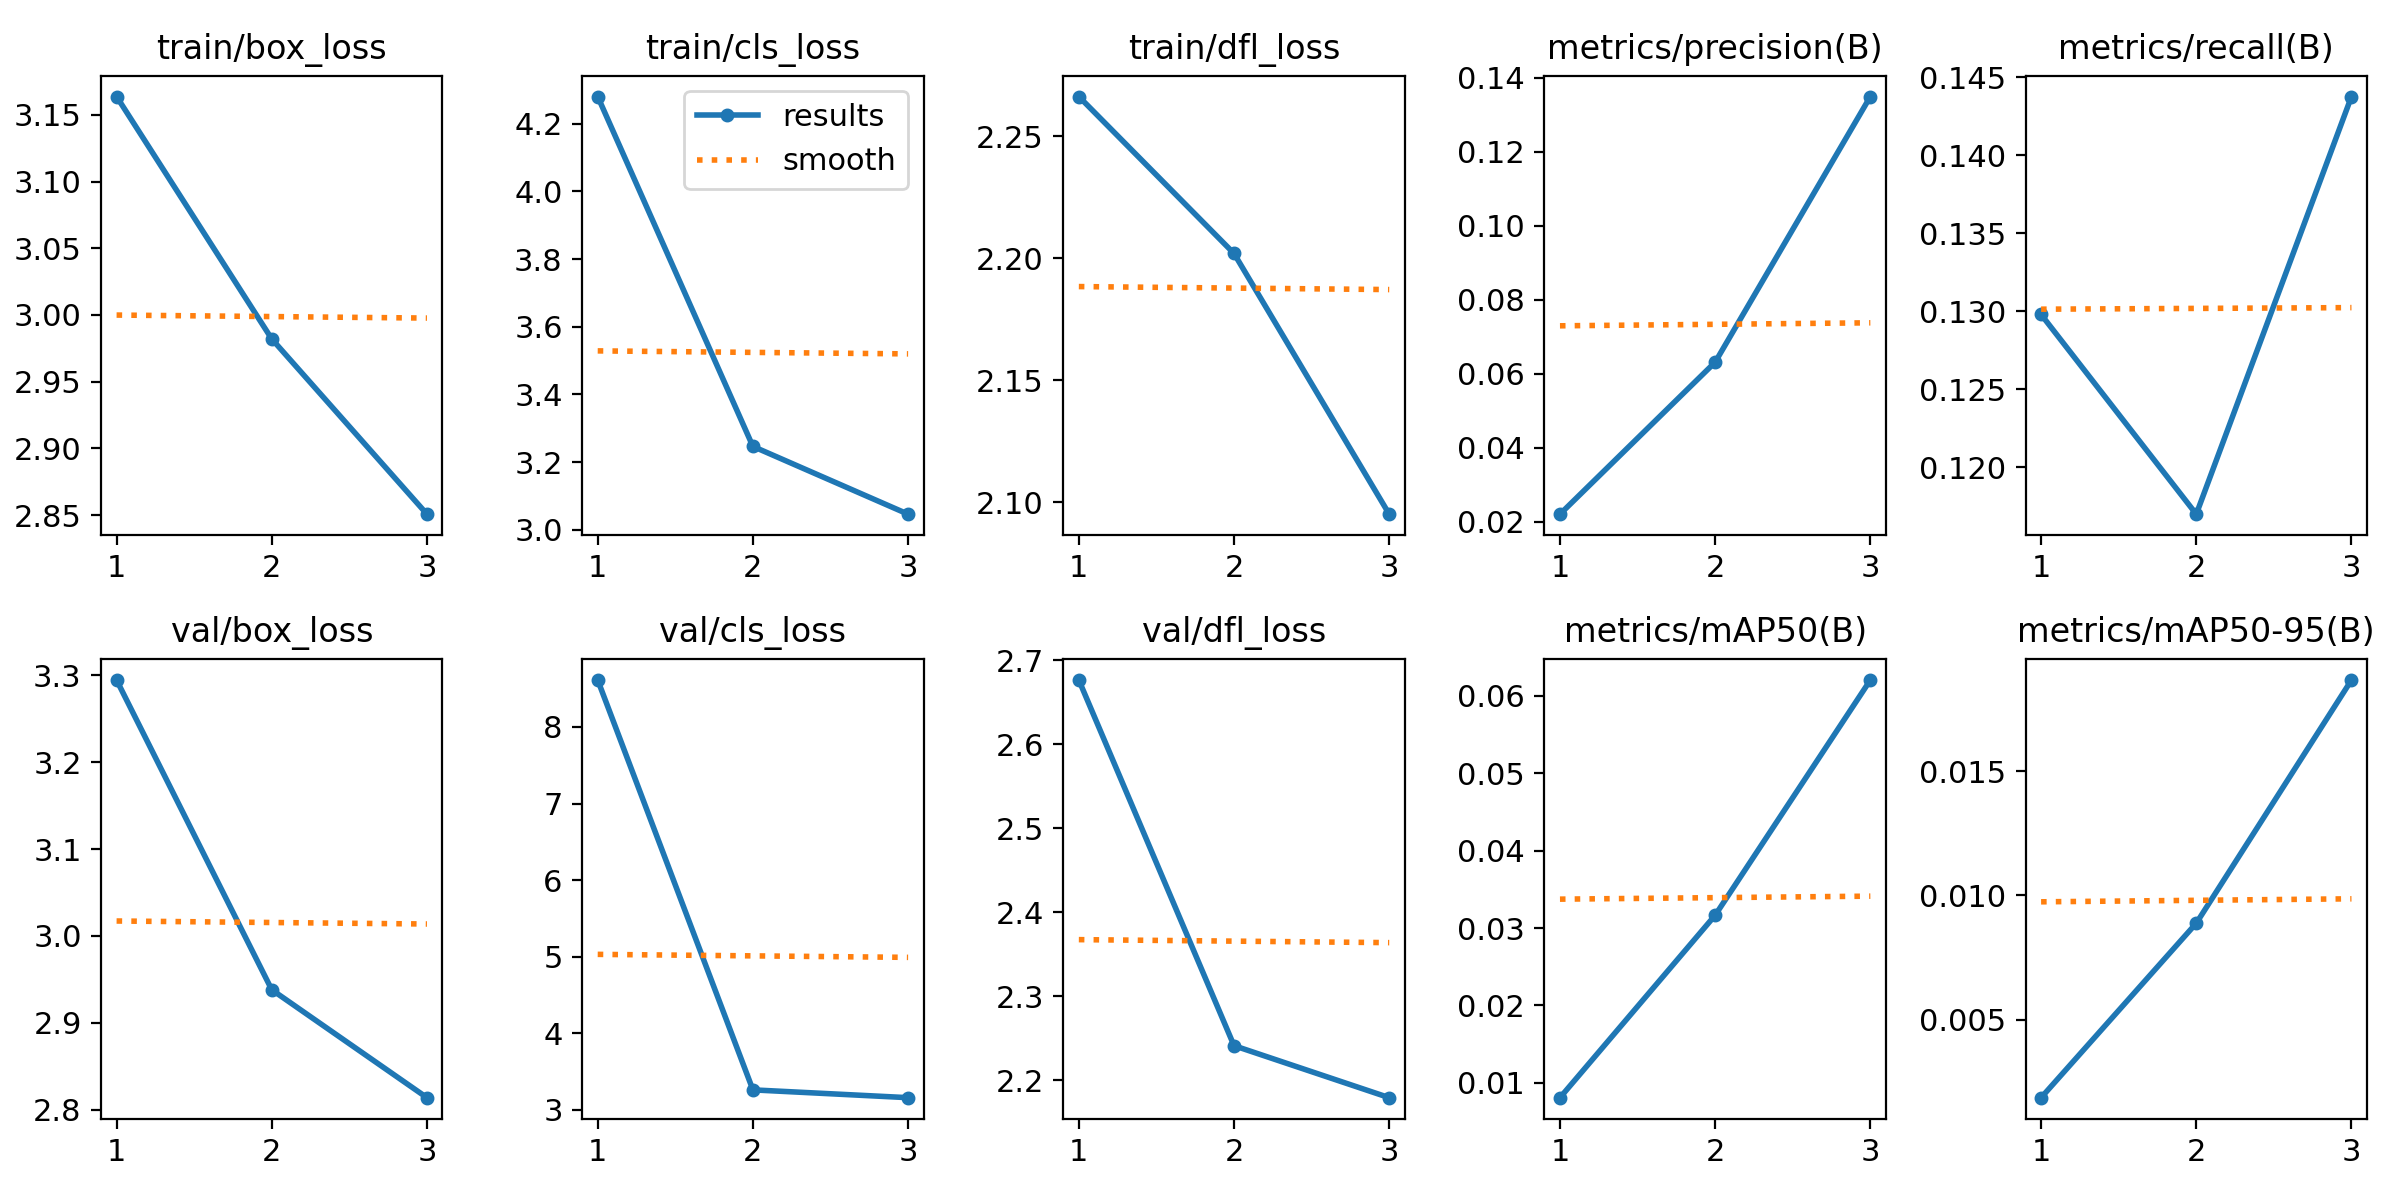 train/box_loss
3.15
3.10
3.05
3.00
2.95
2.90
2.85
1 2 3
train/cls_loss
results
smooth
4.2
4.0
3.8
3.6
3.4
3.2
3.0
1 2 3
train/dfl_loss
2.25
2.20
2.15
2.10
1 2 3
metrics/precision(B)
0.14
0.12
0.10
0.08
0.06
0.04
0.02
1 2 3
metrics/recall(B)
0.145
0.140
0.135
0.130
0.125
0.120
1 2 3
val/box_loss
3.3
3.2
3.1
3.0
2.9
2.8
1 2 3
val/cls_loss
8
7
6
5
4
3
1 2 3
val/dfl_loss
2.7
2.6
2.5
2.4
2.3
2.2
1 2 3
metrics/mAP50(B)
0.06
0.05
0.04
0.03
0.02
0.01
1 2 3
metrics/mAP50-95(B)
0.015
0.010
0.005
1 2 3